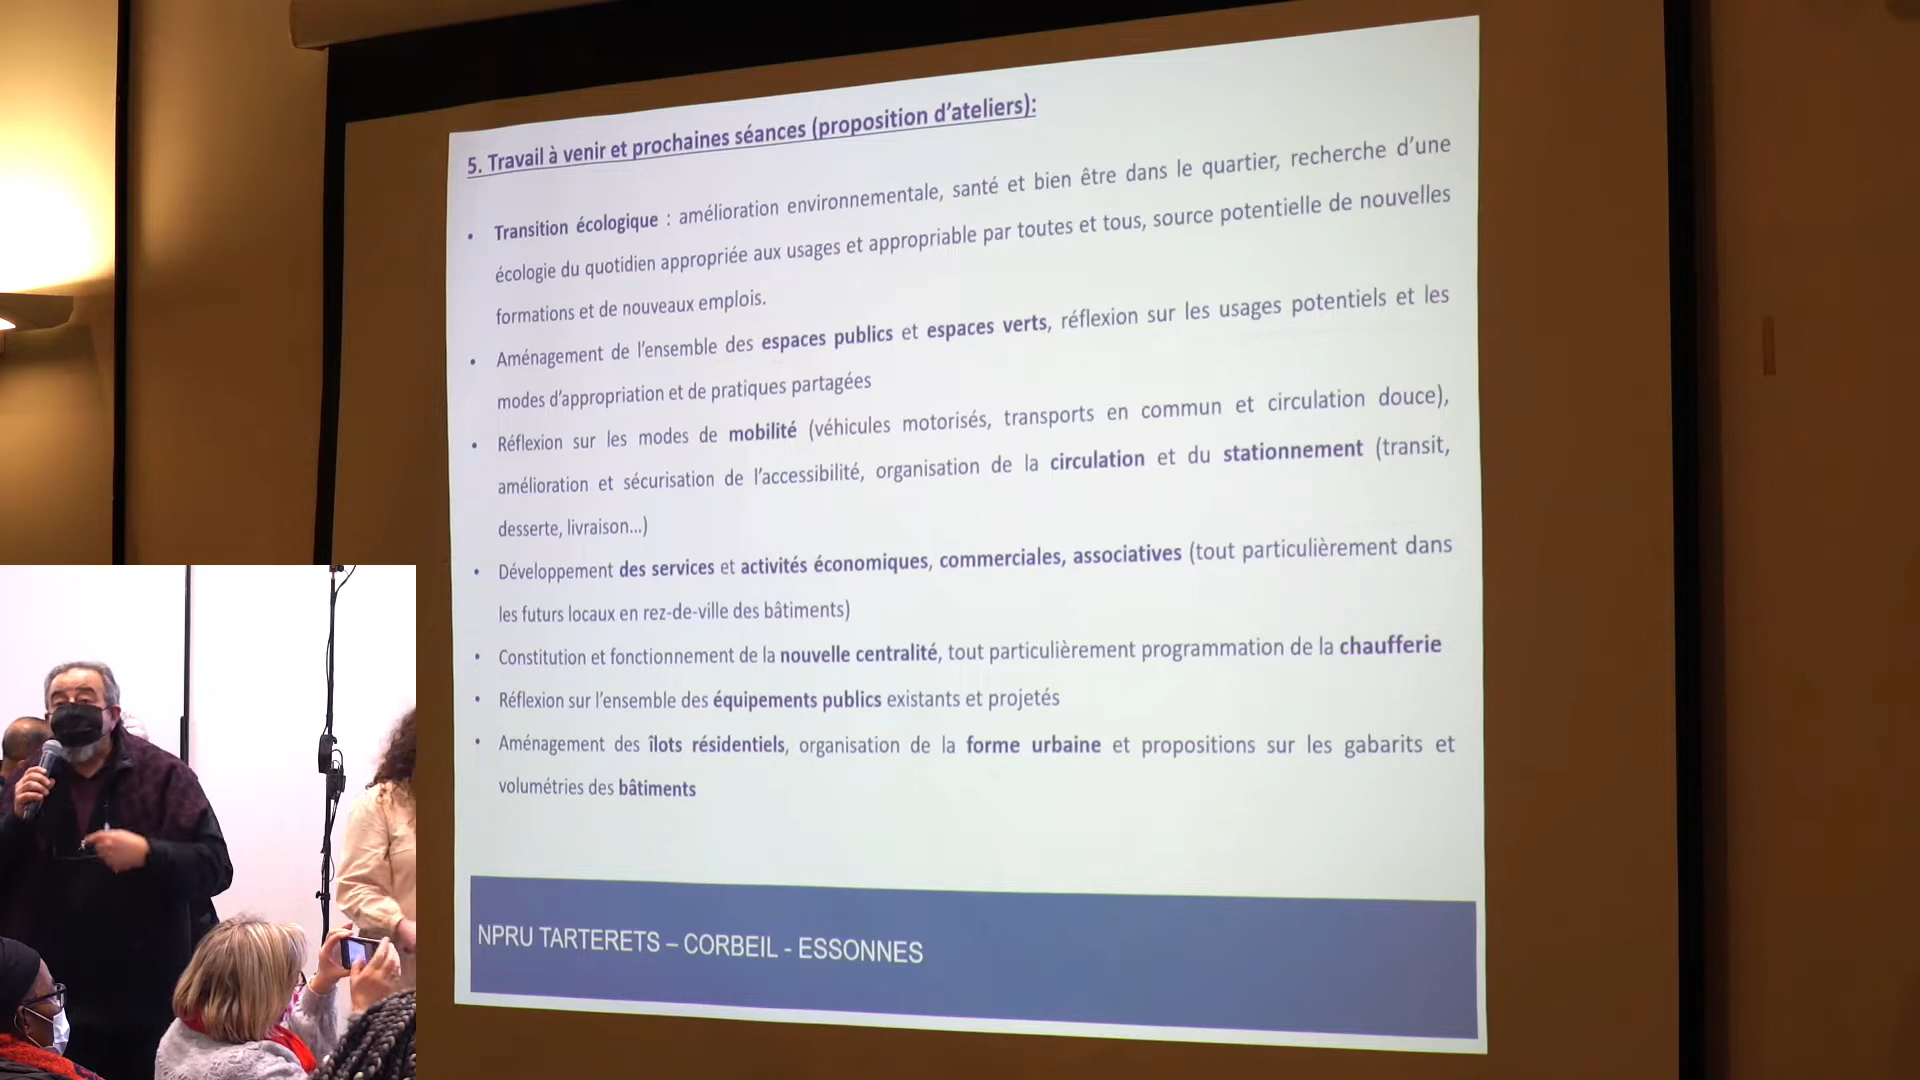 5. Travail à venir et prochaines séances (proposition d'ateliers):
• Transition écologique : amélioration environnementale, santé et bien être dans le quartier, recherche d'une
écologie du quotidien appropriée aux usages et appropriable par toutes et tous, source potentielle de nouvelles
formations et de nouveaux emplois.
• Aménagement de l'ensemble des espaces publics et espaces verts, réflexion sur les usages potentiels et les
modes d'appropriation et de pratiques partagées
• Réflexion sur les modes de mobilité (véhicules motorisés, transports en commun et circulation douce),
amélioration et sécurisation de l'accessibilité, organisation de la circulation et du stationnement (transit,
desserte, livraison...)
• Développement des services et activités économiques, commerciales, associatives (tout particulièrement dans
les futurs locaux en rez-de-ville des bâtiments)
• Constitution et fonctionnement de la nouvelle centralité, tout particulièrement programmation de la chaufferie
• Réflexion sur l'ensemble des équipements publics existants et projetés
• Aménagement des îlots résidentiels, organisation de la forme urbaine et propositions sur les gabarits et
volumétries des bâtiments
NPRU TARTERETS – CORBEIL - ESSONNES